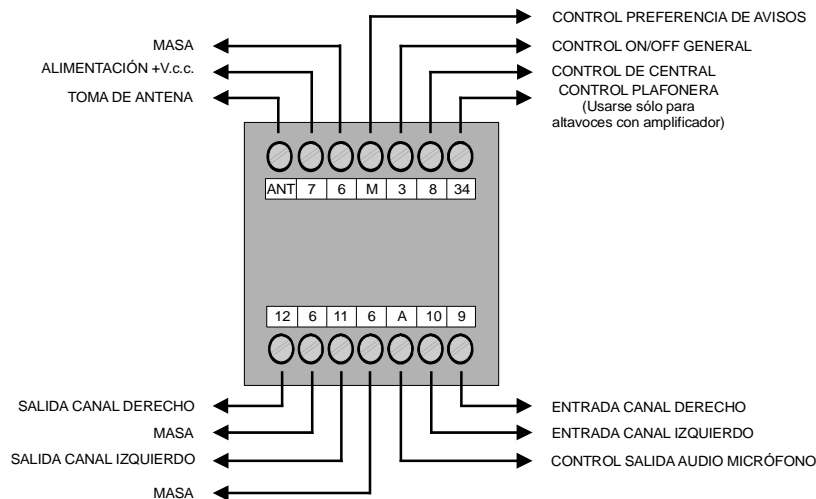 CONTROL PREFERENCIA DE AVISOS
MASA
CONTROL ON/OFF GENERAL
ALIMENTACIÓN +V.c.c.
CONTROL DE CENTRAL
TOMA DE ANTENA
CONTROL PLAFONERA
(Usarse sólo para
altavoces con amplificador)
ANT 7 6 M 3 8 34
12 6 11 6 A 10 9
SALIDA CANAL DERECHO
ENTRADA CANAL DERECHO
MASA
ENTRADA CANAL IZQUIERDO
SALIDA CANAL IZQUIERDO
CONTROL SALIDA AUDIO MICRÓFONO
MASA